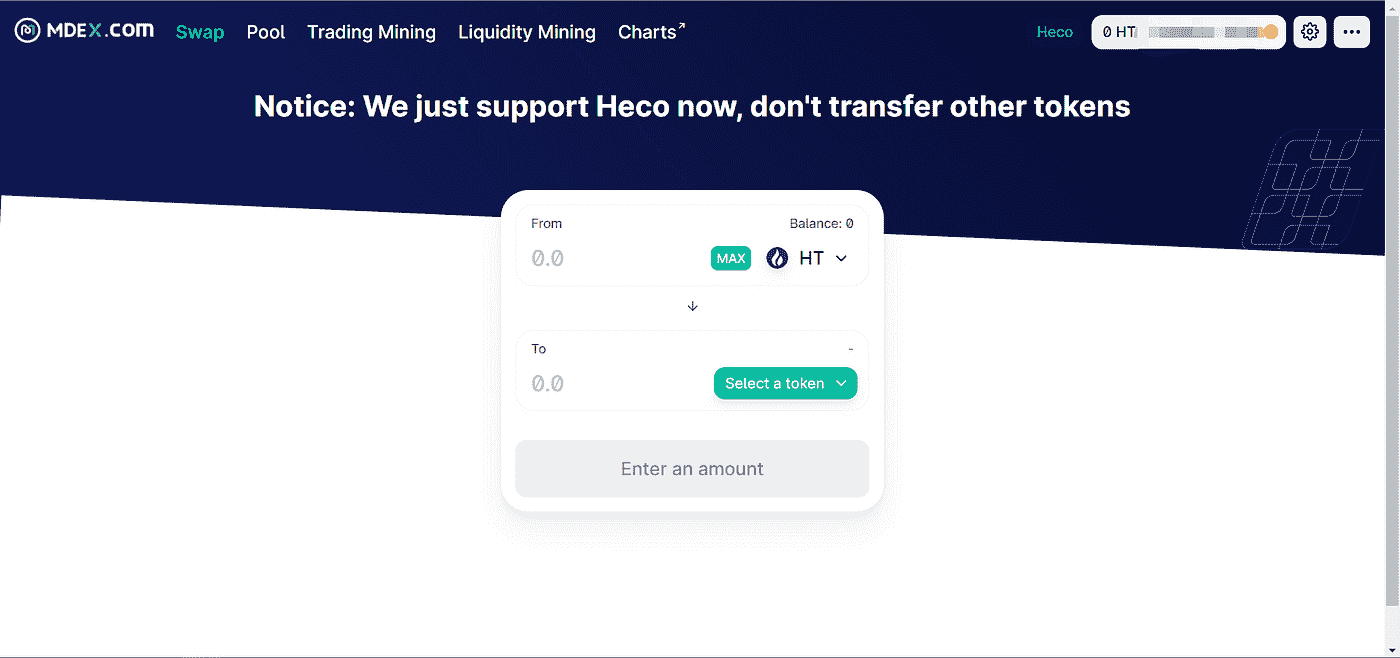 MDEX.COM Swap Pool Trading Mining Liquidity Mining Charts↗ Heco 0 HT
Notice: We just support Heco now, don't transfer other tokens
From Balance: 0
0.0 MAX HT
To -
0.0 Select a token
Enter an amount